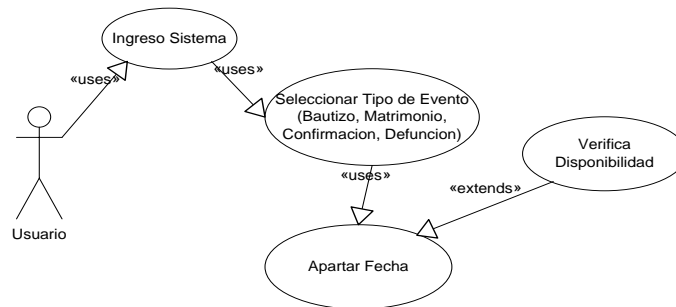 Ingreso Sistema
«uses»
«uses»
Seleccionar Tipo de Evento
(Bautizo, Matrimonio,
Confirmacion, Defuncion)
Verifica
Disponibilidad
«uses»
«extends»
Usuario
Apartar Fecha